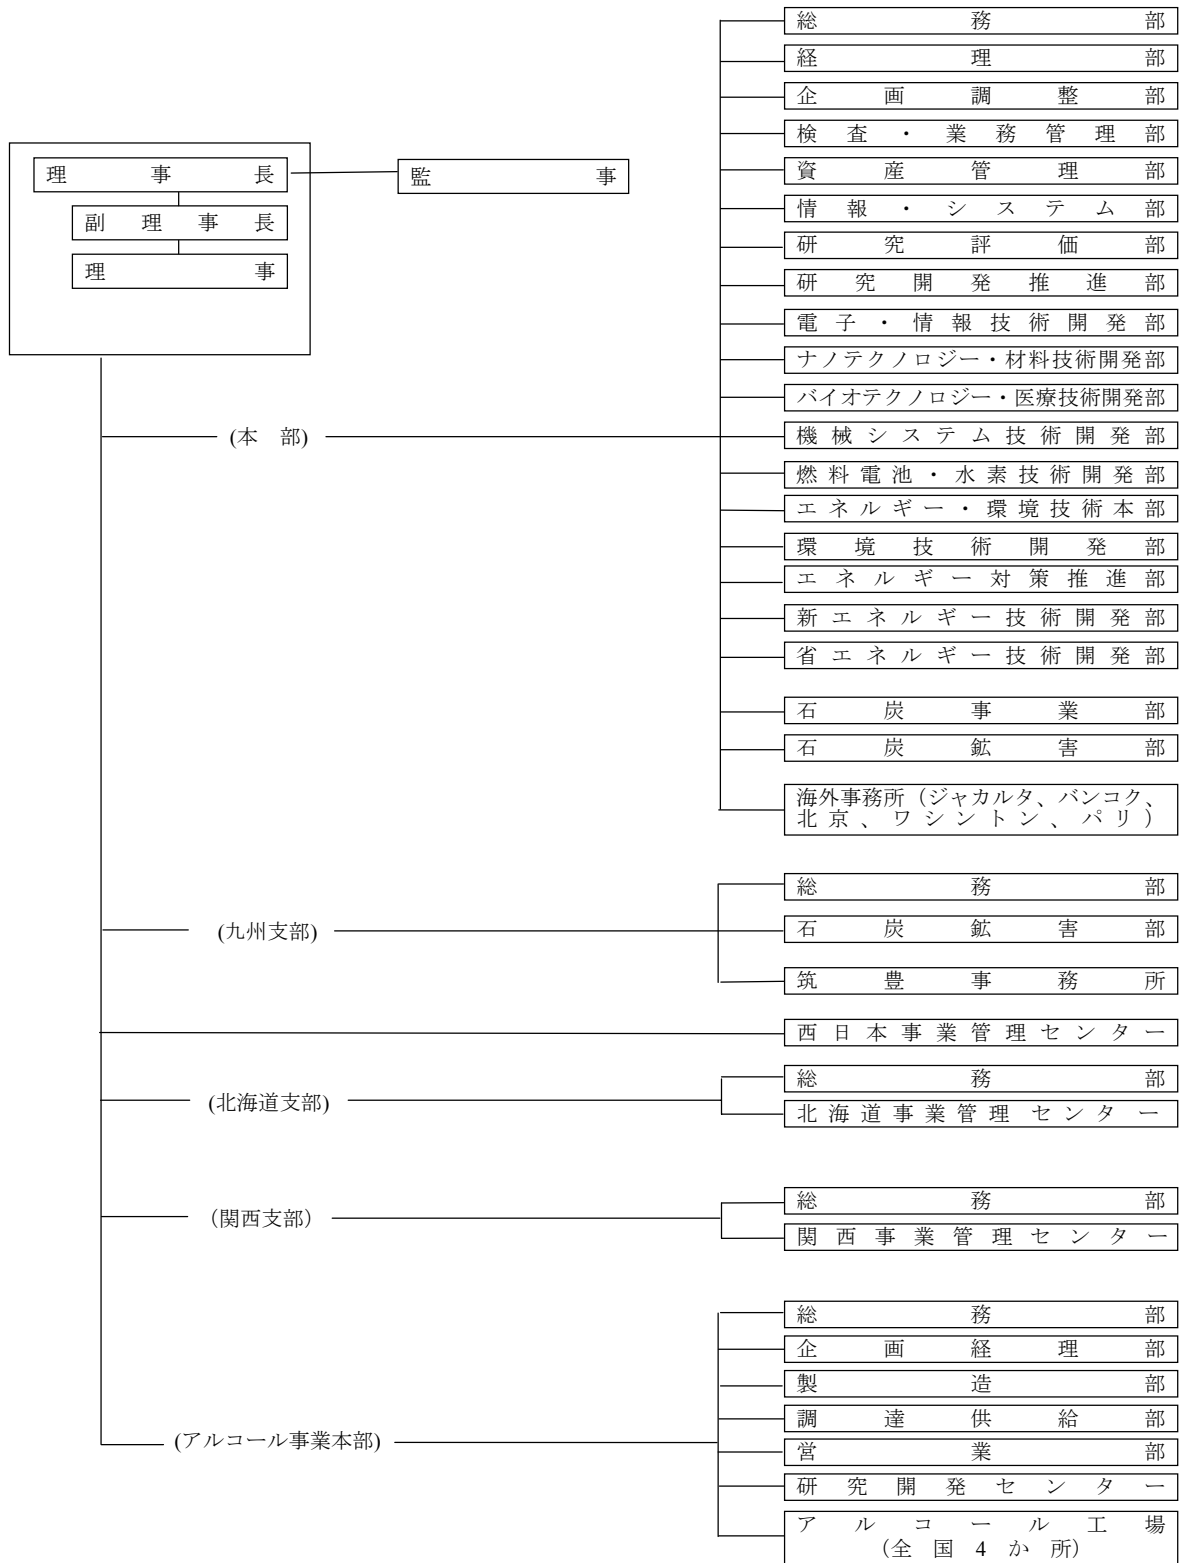 総務部
経理部
企画調整部
検査・業務管理部
理事長
監事
資産管理部
副理事長
情報・システム部
理事
研究評価部
研究開発推進部
電子・情報技術開発部
ナノテクノロジー・材料技術開発部
バイオテクノロジー・医療技術開発部
(本 部)
機械システム技術開発部
燃料電池・水素技術開発部
エネルギー・環境技術本部
環境技術開発部
エネルギー対策推進部
新エネルギー技術開発部
省エネルギー技術開発部
石炭事業部
石炭鉱害部
海外事務所（ジャカルタ、バンコク、
北京、ワシントン、パリ）
総務部
(九州支部)
石炭鉱害部
筑豊事務所
西日本事業管理センター
総務部
(北海道支部)
北海道事業管理センター
総務部
（関西支部）
関西事業管理センター
総務部
企画経理部
製造部
調達供給部
(アルコール事業本部)
営業部
研究開発センター
アルコール工場
（全国4か所）